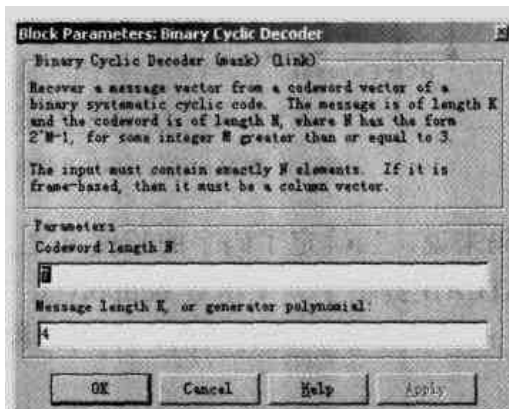 Block Parameters: Binary Cyclic Decoder
Binary Cyclic Decoder (mask) (link)
Recover a message vector from a codeword vector of a
binary systematic cyclic code. The message is of length K
and the codeword is of length N, where N has the form
2^M-1, for some integer M greater than or equal to 3.
The input must contain exactly N elements. If it is
frame-based, then it must be a column vector.
Parameters
Codeword length N:
7
Message length K, or generator polynomial:
4
OK Cancel Help Apply